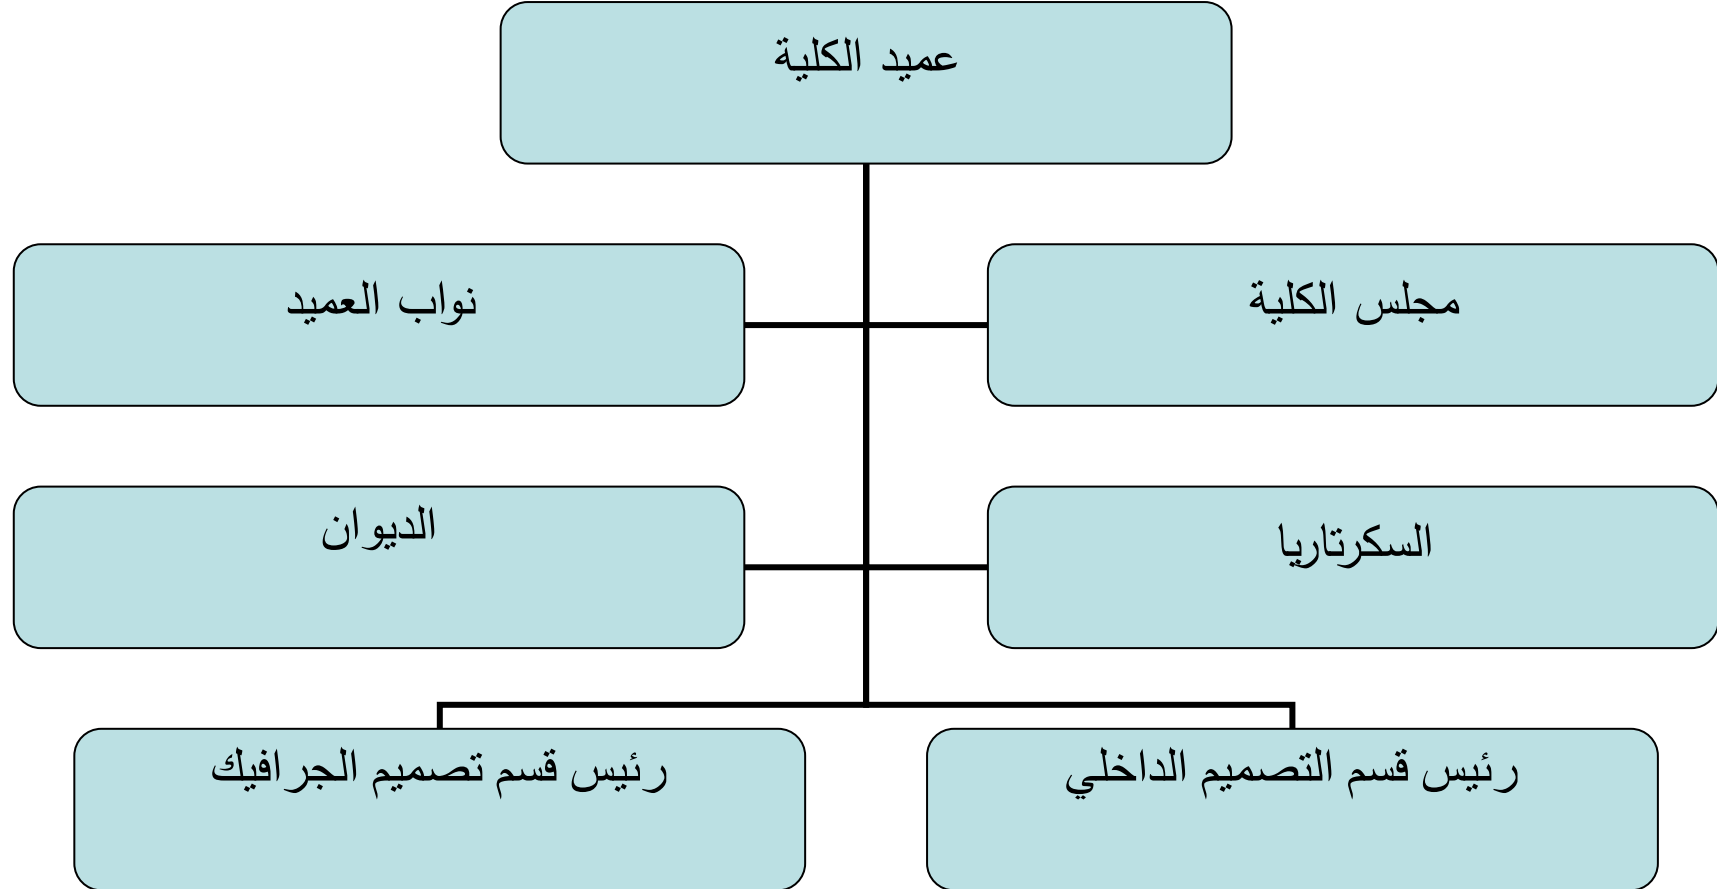 عميد الكلية
مجلس الكلية
نواب العميد
السكرتاريا
الديوان
رئيس قسم التصميم الداخلي
رئيس قسم تصميم الجرافيك